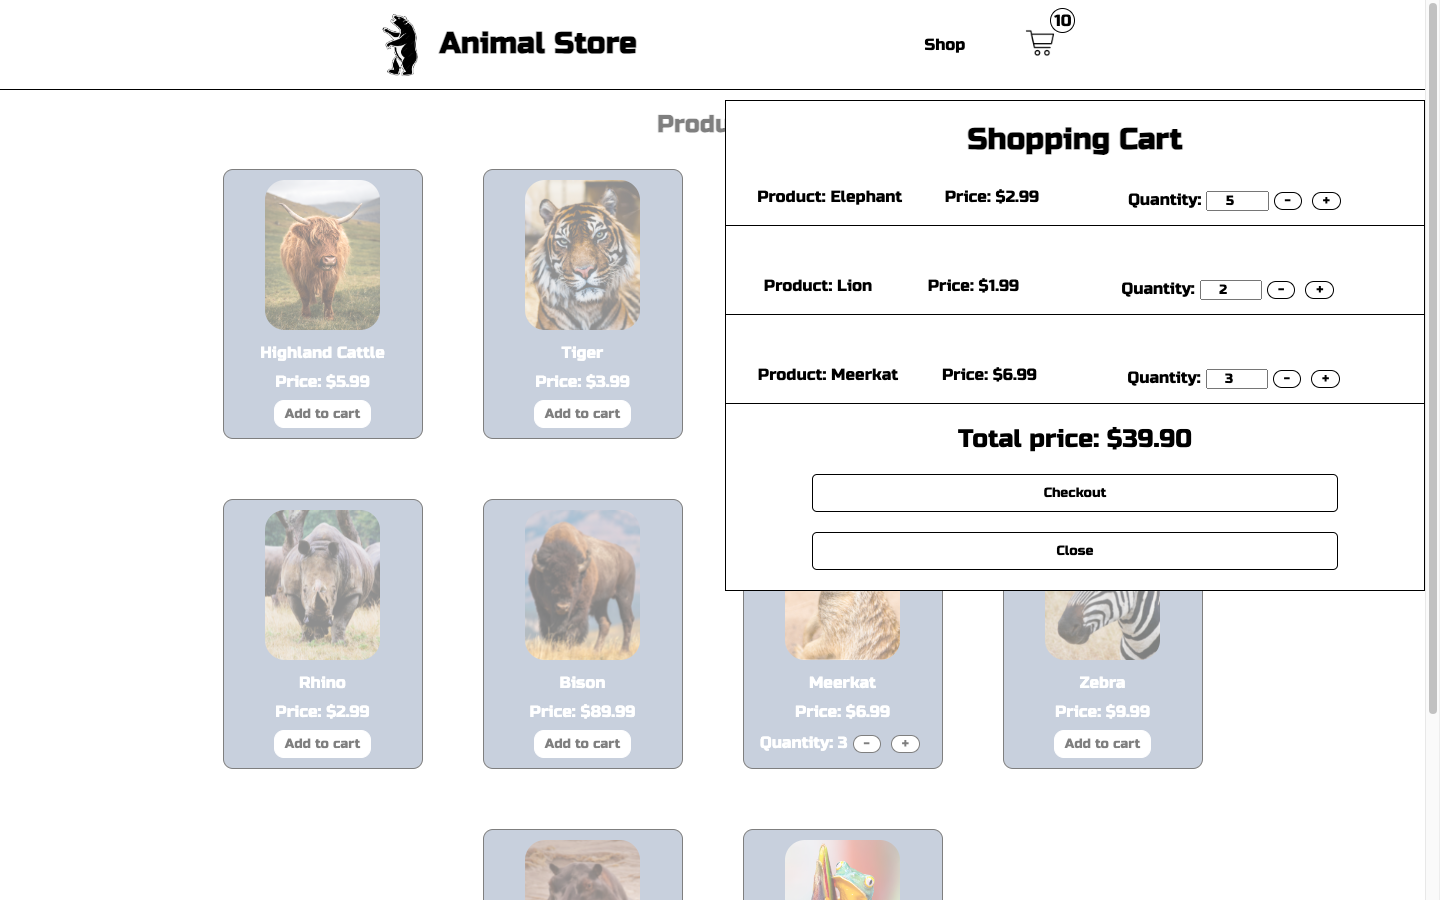 Animal Store
Shop
10
Produ
Shopping Cart
Product: Elephant Price: $2.99 Quantity: 5 - +
Product: Lion Price: $1.99 Quantity: 2 - +
Product: Meerkat Price: $6.99 Quantity: 3 - +
Total price: $39.90
Checkout
Close
Highland Cattle
Price: $5.99
Add to cart
Tiger
Price: $3.99
Add to cart
Rhino
Price: $2.99
Add to cart
Bison
Price: $89.99
Add to cart
Meerkat
Price: $6.99
Quantity: 3 - +
Zebra
Price: $9.99
Add to cart